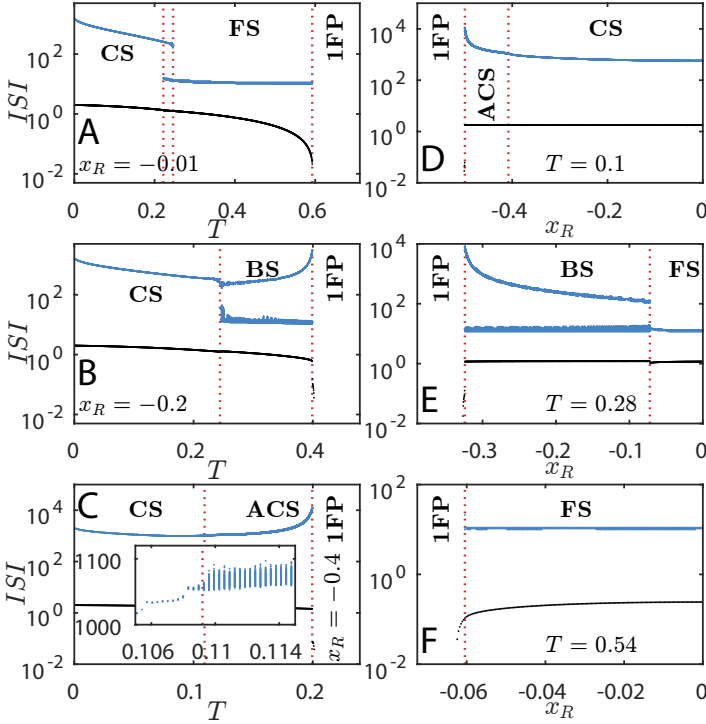 ISI
10^2
10^0
10^-2
CS
FS
1FP
A
x_R = −0.01
0
0.2
0.4
0.6
T
10^4
10^2
10^0
10^-2
1FP
ACS
CS
D
T = 0.1
-0.4
-0.2
0
x_R
ISI
10^4
10^2
10^0
10^-2
CS
BS
1FP
B
x_R = −0.2
0
0.1
0.2
0.3
0.4
T
10^4
10^2
10^0
10^-2
1FP
BS
FS
E
T = 0.28
-0.3
-0.2
-0.1
0
x_R
ISI
10^4
10^2
10^0
10^-2
C
CS
ACS
1FP
x_R = −0.4
1100
1000
0.106
0.11
0.114
0
0.1
0.2
T
10^4
10^2
10^0
10^-2
1FP
FS
F
T = 0.54
-0.06
-0.04
-0.02
0
x_R